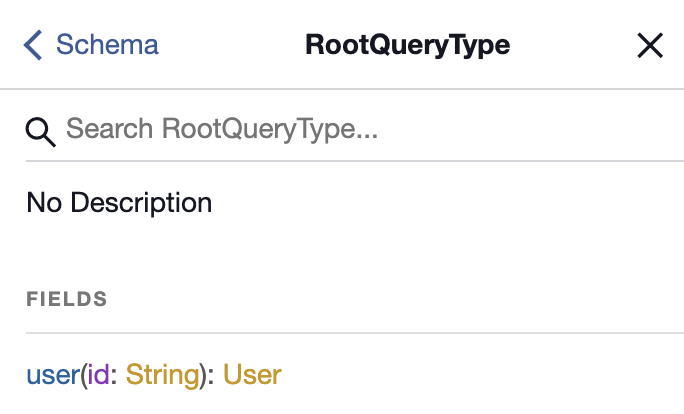 Schema RootQueryType
Search RootQueryType...
No Description
FIELDS
user(id: String): User